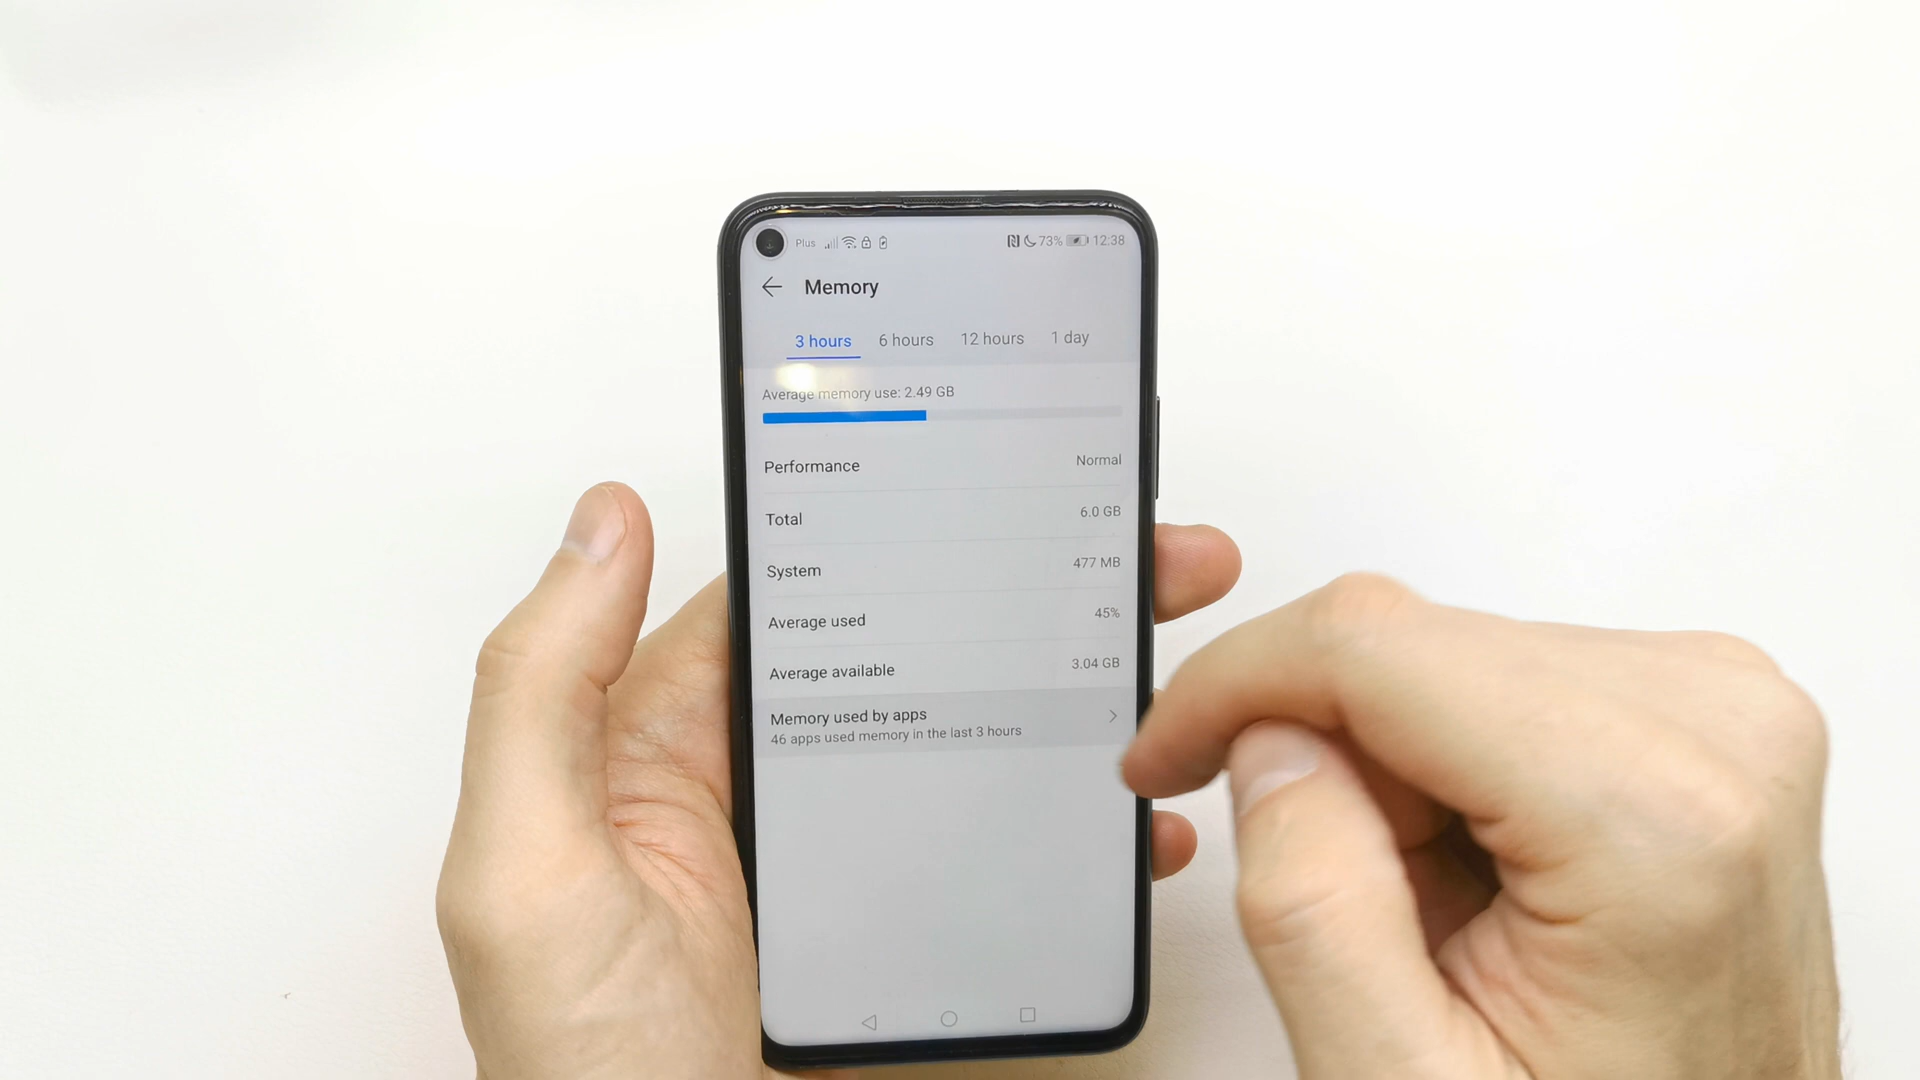 Plus 73% 12:38
Memory
3 hours 6 hours 12 hours 1 day
Average memory use: 2.49 GB
Performance Normal
Total 6.0 GB
System 477 MB
Average used 45%
Average available 3.04 GB
Memory used by apps
46 apps used memory in the last 3 hours